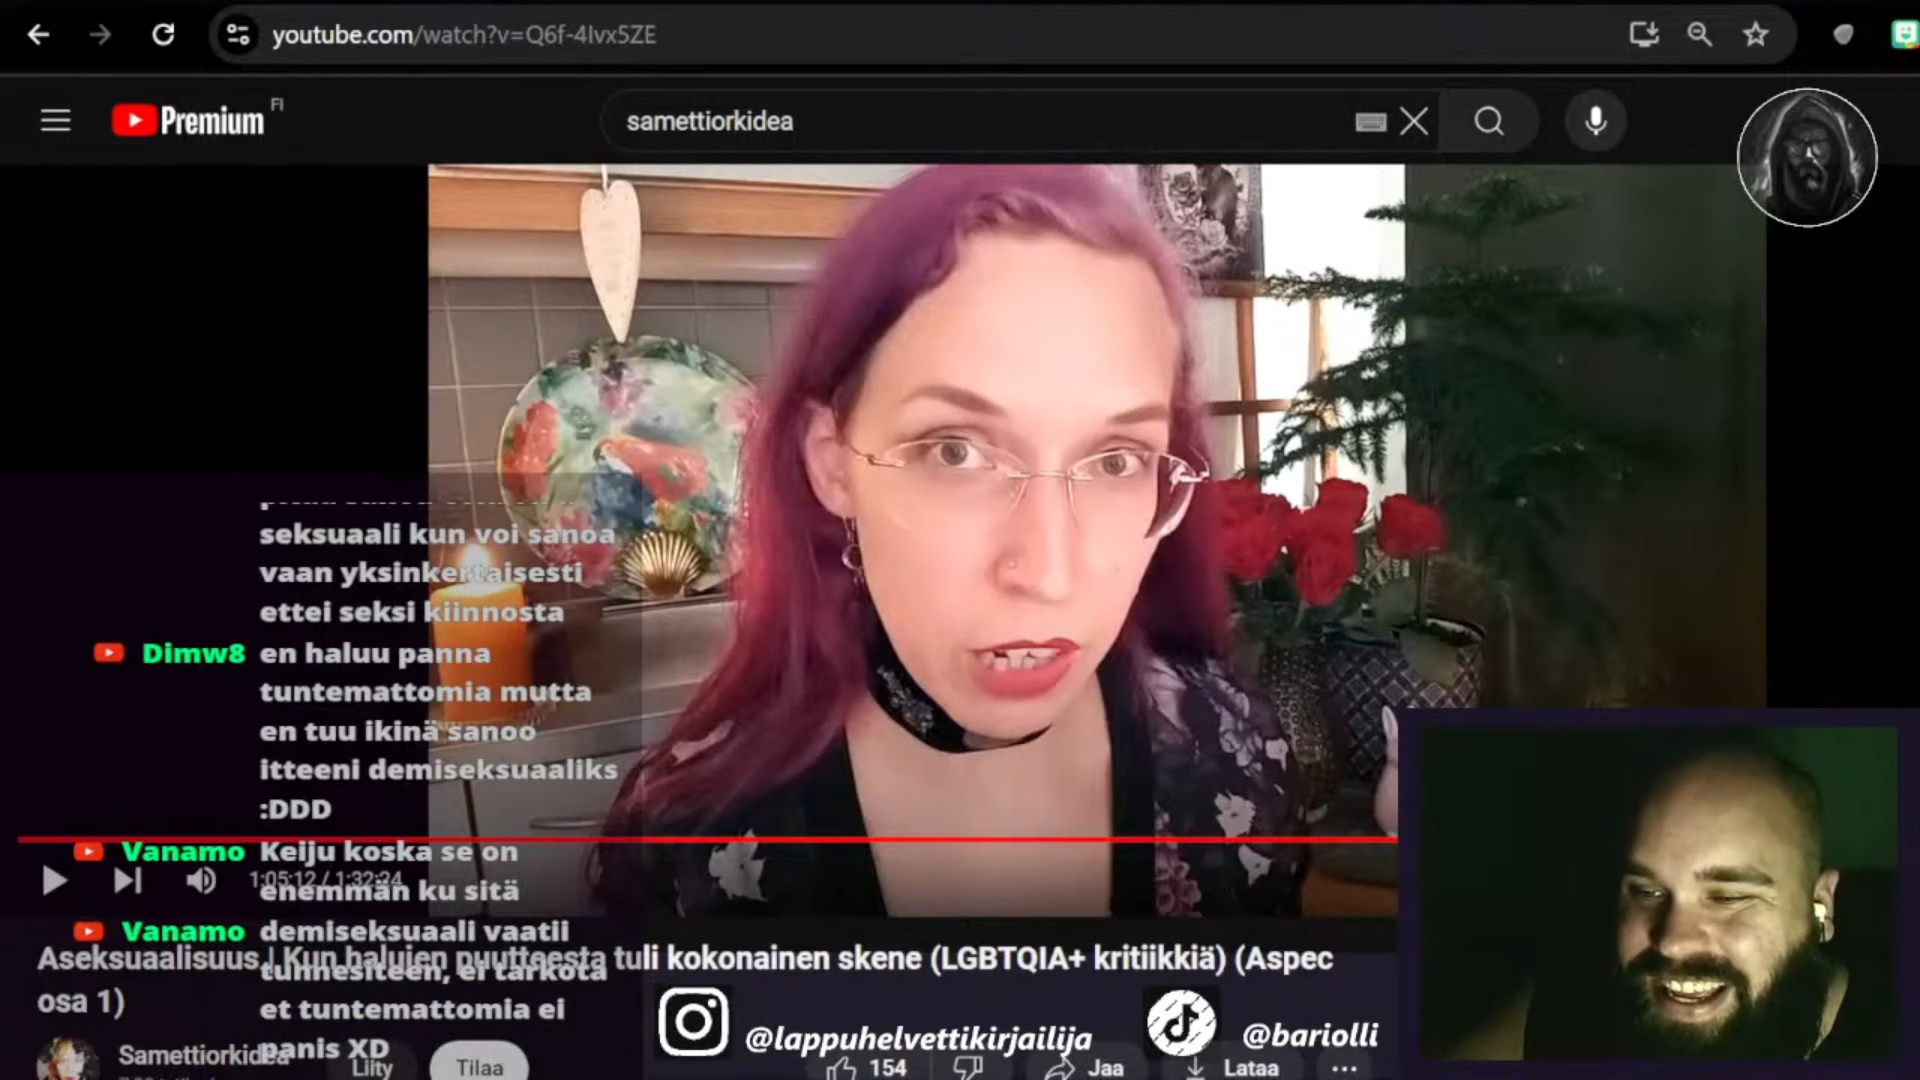 youtube.com/watch?v=Q6f-4lvx5ZE
Premium FI
samettiorkidea
seksuaali kun voi sanoa
vaan yksinkertaisesti
ettei seksi kiinnosta
Dimw8 en haluu panna
tuntemattomia mutta
en tuu ikinä sanoo
itteeni demiseksuaaliks
:DDD
Vanamo Keiju koska se on
1:05:12 / 1:32:24
enemmän ku sitä
Vanamo demiseksuaali vaatii
Aseksuaalisuus | Kun halujen puutteesta tuli kokonainen skene (LGBTQIA+ kritiikkiä) (Aspec
tunnesiteen, ei tarkota
osa 1)
et tuntemattomia ei
@lappuhelvettikirjailija
@bariolli
panis XD
Samettiorkidea
Liity
Tilaa
154
Jaa
Lataa